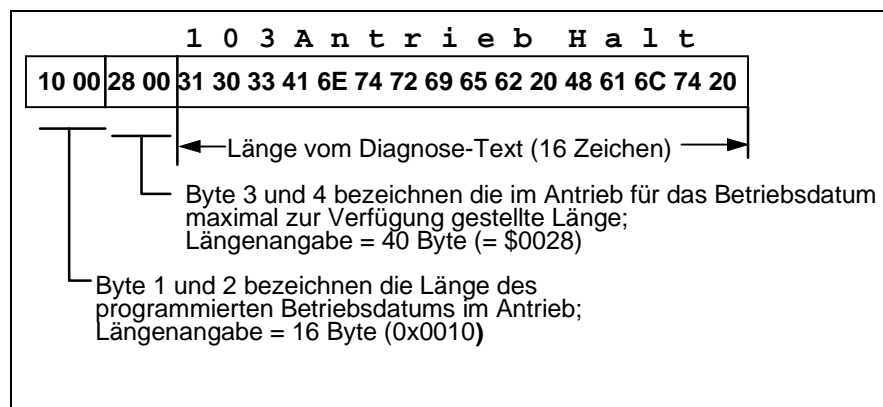 1 0 3 A n t r i e b  H a l t
10 00 28 00 31 30 33 41 6E 74 72 69 65 62 20 48 61 6C 74 20
Länge vom Diagnose-Text (16 Zeichen)
Byte 3 und 4 bezeichnen die im Antrieb für das Betriebsdatum
maximal zur Verfügung gestellte Länge;
Längenangabe = 40 Byte (= $0028)
Byte 1 und 2 bezeichnen die Länge des
programmierten Betriebsdatums im Antrieb;
Längenangabe = 16 Byte (0x0010)